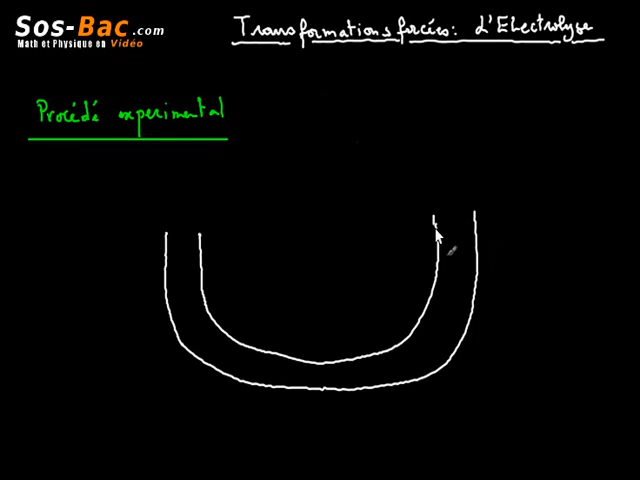 Sos-Bac.com
Math et Physique en Vidéo
Transformations forcées : d'Electrolyse
Procédé experimental